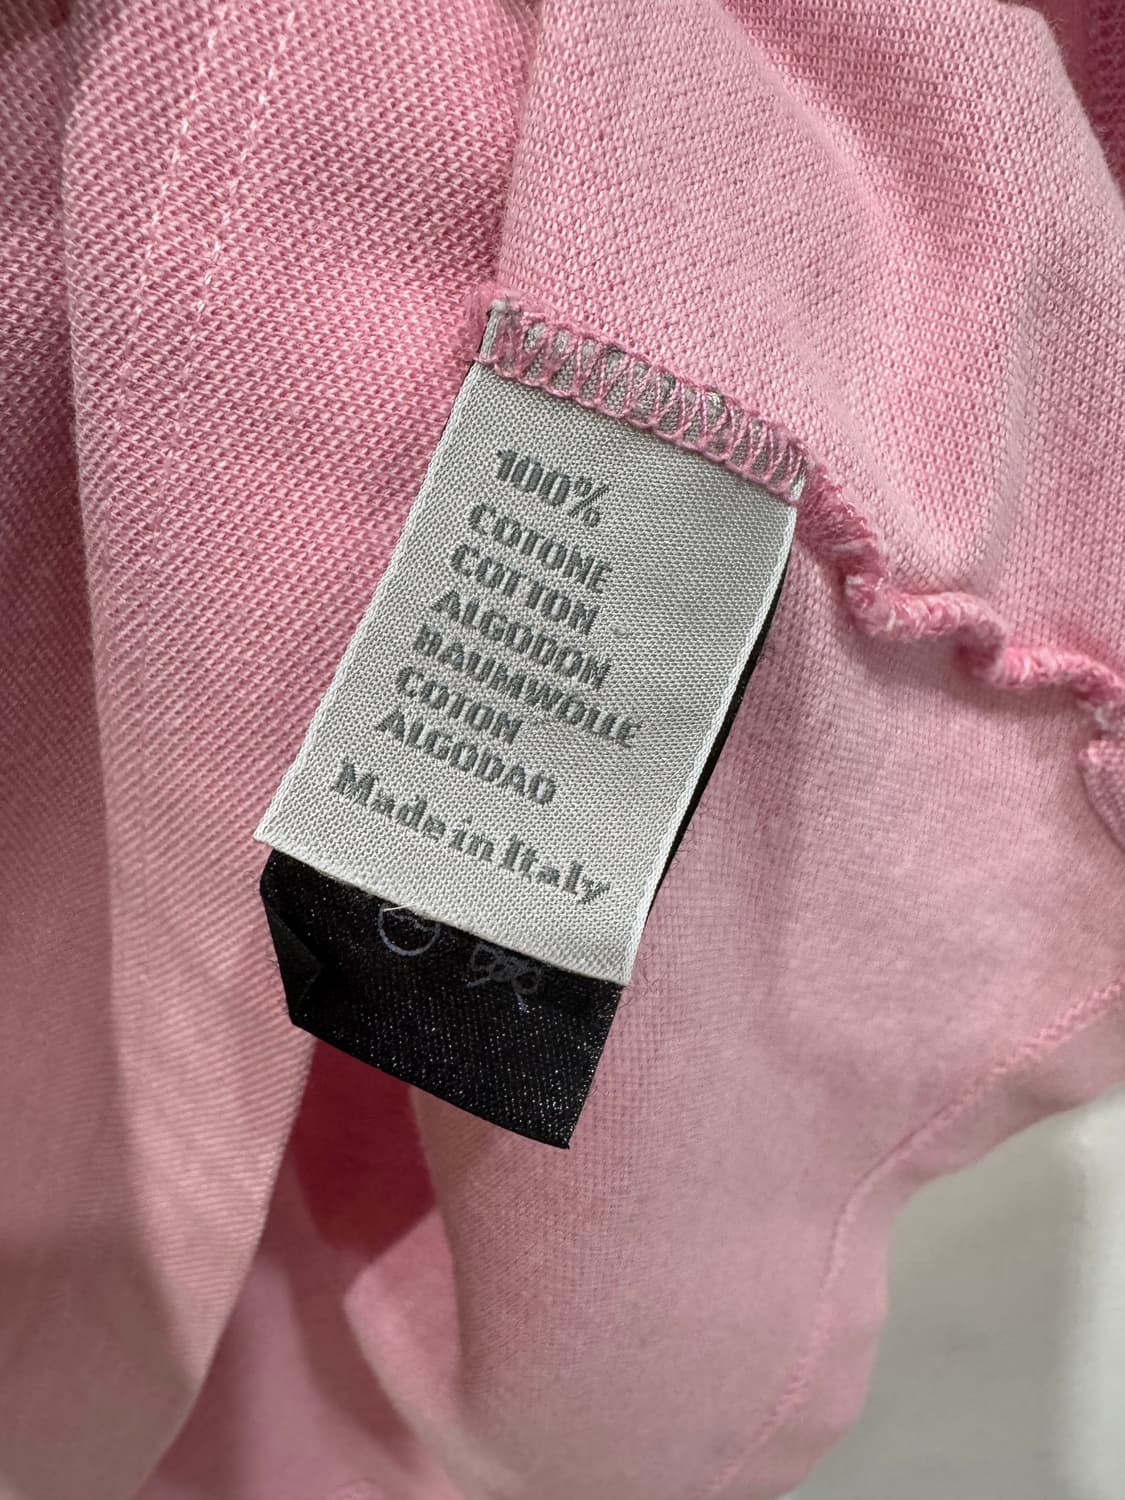 100%
COTONE
COTTON
ALGODON
BAUMWOLLE
COTON
ALGODAO
Made in Italy